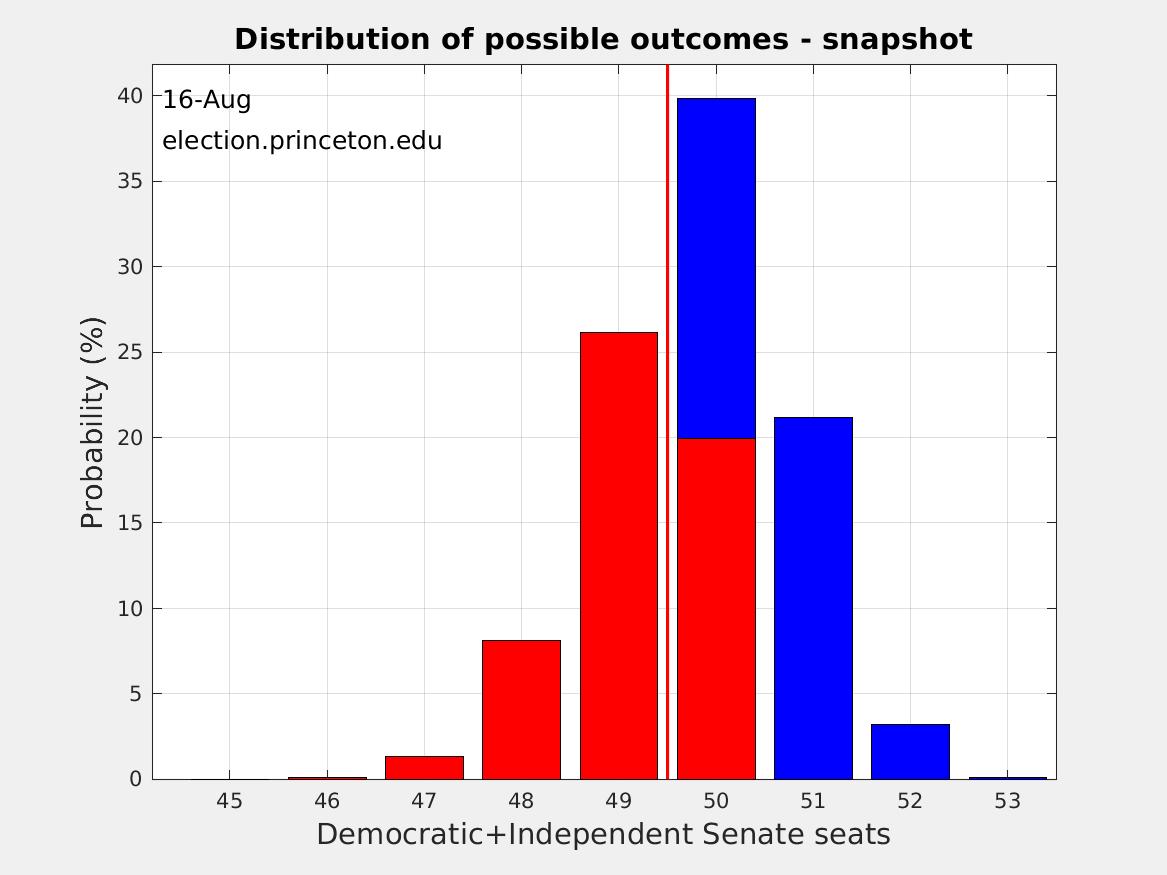 Distribution of possible outcomes - snapshot
16-Aug
election.princeton.edu
40
35
30
25
20
15
10
5
0
Probability (%)
45 46 47 48 49 50 51 52 53
Democratic+Independent Senate seats